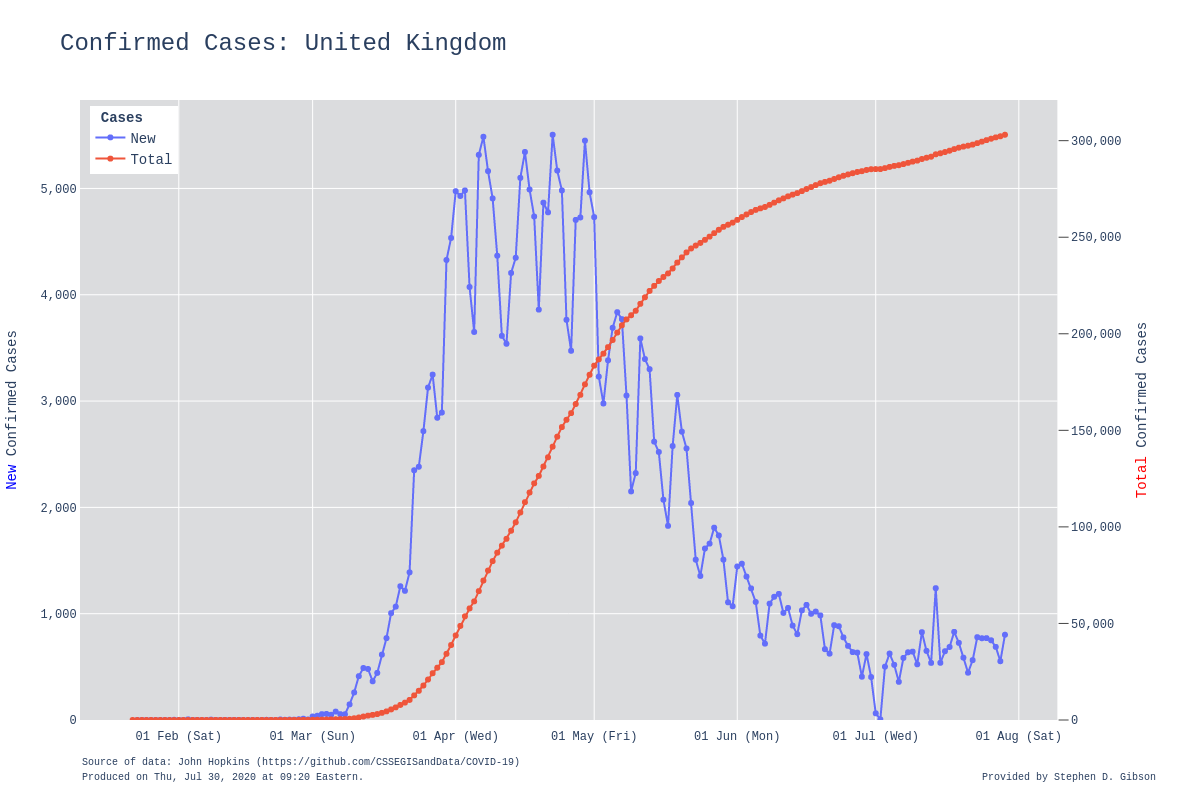 Confirmed Cases: United Kingdom
Cases
New
Total
5,000
4,000
3,000
2,000
1,000
0
300,000
250,000
200,000
150,000
100,000
50,000
0
New Confirmed Cases
Total Confirmed Cases
01 Feb (Sat)
01 Mar (Sun)
01 Apr (Wed)
01 May (Fri)
01 Jun (Mon)
01 Jul (Wed)
01 Aug (Sat)
Source of data: John Hopkins (https://github.com/CSSEGISandData/COVID-19)
Produced on Thu, Jul 30, 2020 at 09:20 Eastern.
Provided by Stephen D. Gibson